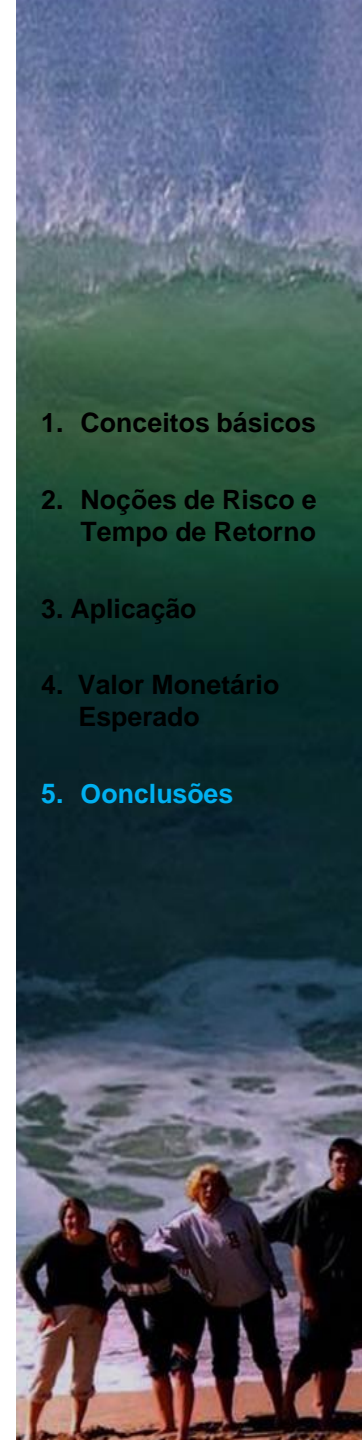 1. Conceitos básicos
2. Noções de Risco e
Tempo de Retorno
3. Aplicação
4. Valor Monetário
Esperado
5. Oonclusões